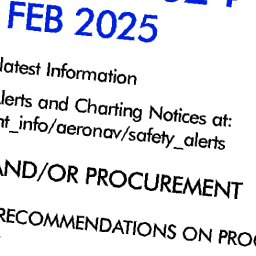 FEB 2025
latest Information
lerts and Charting Notices at:
nt_info/aeronav/safety_alerts
AND/OR PROCUREMENT
RECOMMENDATIONS ON PROC